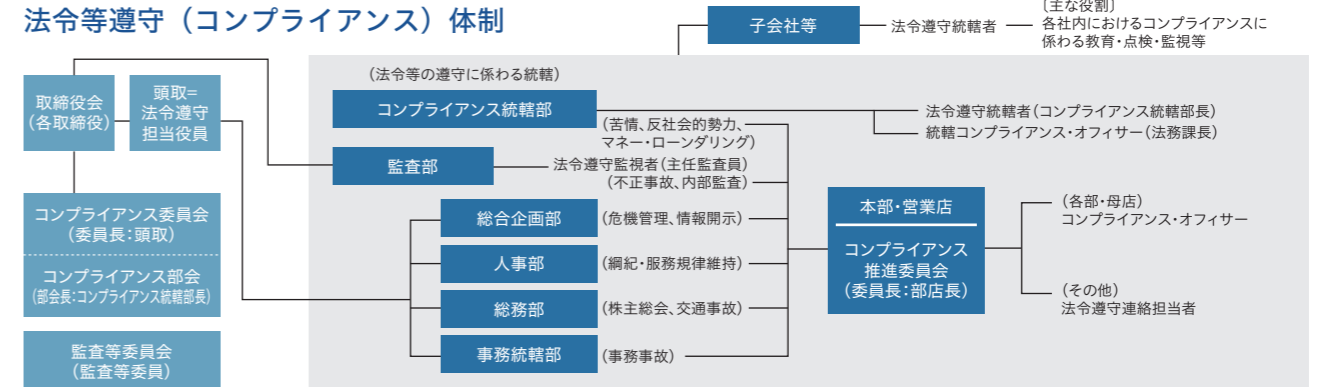 法令等遵守（コンプライアンス）体制
子会社等
法令遵守統轄者
〔主な役割〕
各社内におけるコンプライアンスに
係わる教育・点検・監視等
取締役会
（各取締役）
頭取=
法令遵守
担当役員
コンプライアンス委員会
（委員長：頭取）
コンプライアンス部会
（部会長：コンプライアンス統轄部長）
監査等委員会
（監査等委員）
（法令等の遵守に係わる統轄）
コンプライアンス統轄部
（苦情、反社会的勢力、
マネー・ローンダリング）
法令遵守統轄者（コンプライアンス統轄部長）
統轄コンプライアンス・オフィサー（法務課長）
監査部
法令遵守監視者（主任監査員）
（不正事故、内部監査）
総合企画部
（危機管理、情報開示）
人事部
（綱紀・服務規律維持）
総務部
（株主総会、交通事故）
事務統轄部
（事務事故）
本部・営業店
コンプライアンス
推進委員会
（委員長：部店長）
（各部・母店）
コンプライアンス・オフィサー
（その他）
法令遵守連絡担当者